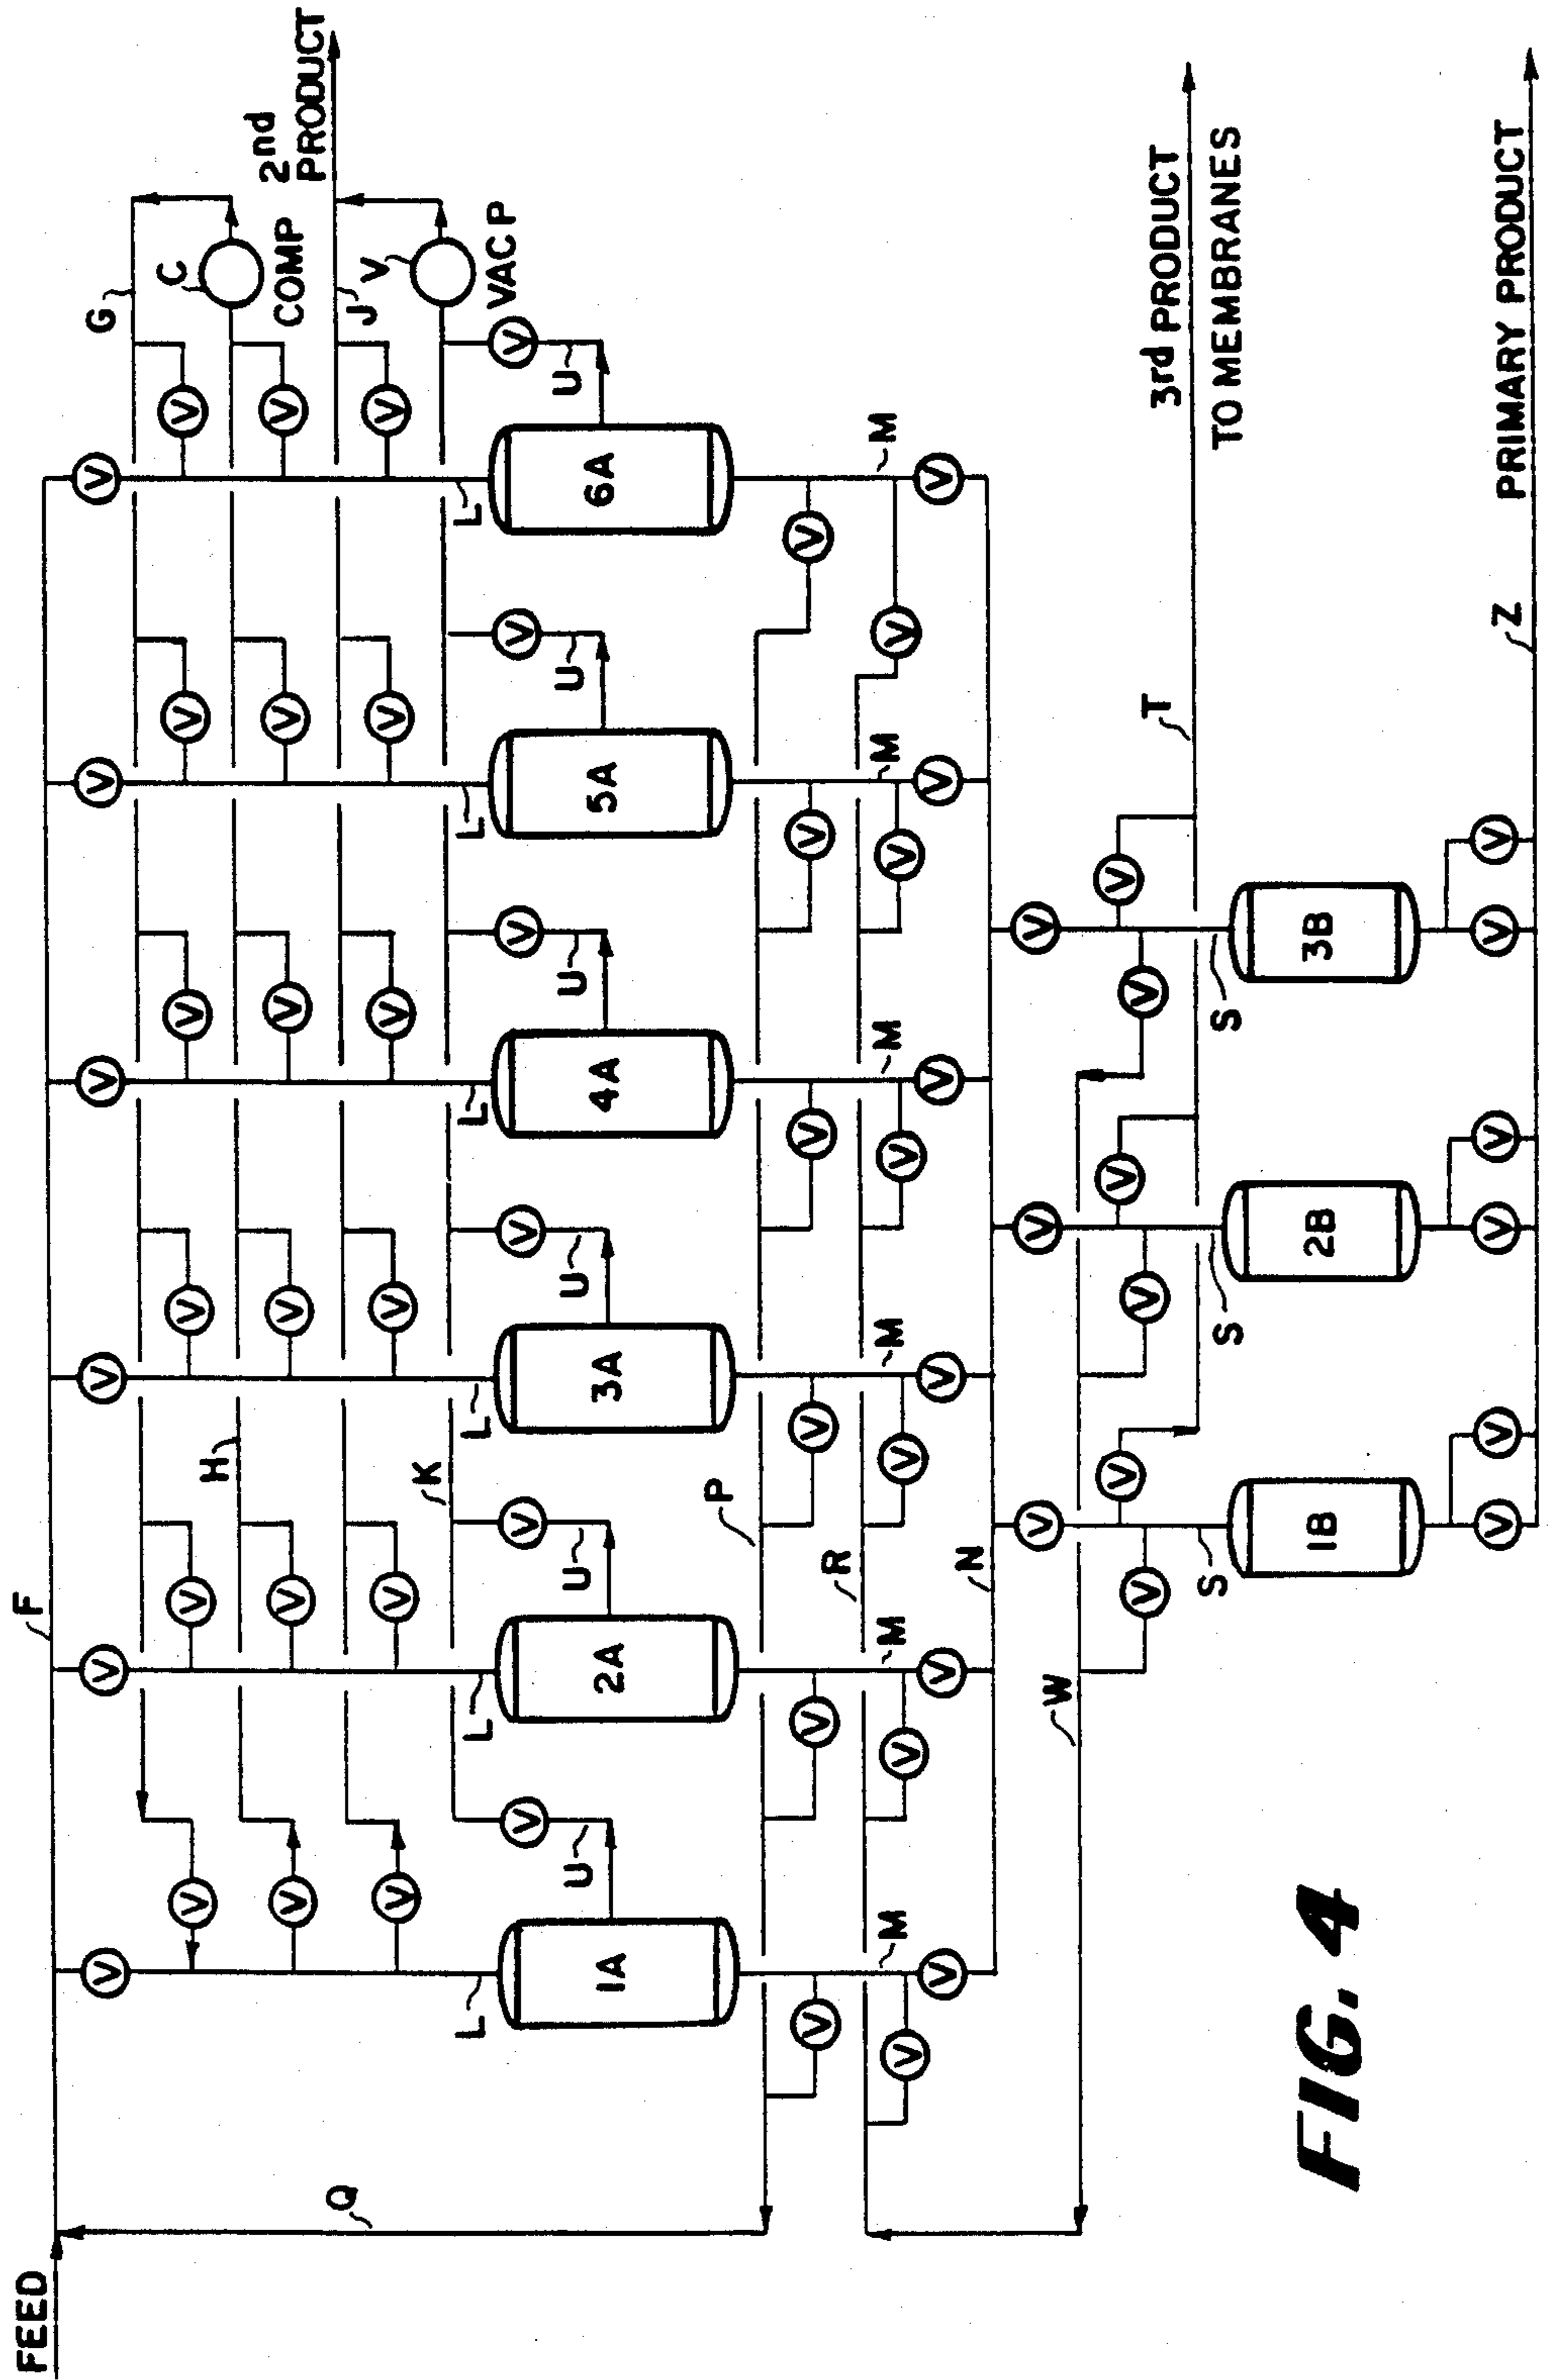 FEED
F
G
C
COMP
2nd
PRODUCT
H
J
V
VAC P
K
V V V V V V
V V V V V V
V V V V V V
V V V V V V
V V V V V V
U U U U U U
L L L L L L
1A 2A 3A 4A 5A 6A
Q
P
V V V V V V
R
M M M M M M
V V V V V V
V V V V V V
N
W
V V V
V V V
V V V
T
3rd PRODUCT
TO MEMBRANES
S S S
1B 2B 3B
V V V V V V
Z
PRIMARY PRODUCT
FIG. 4